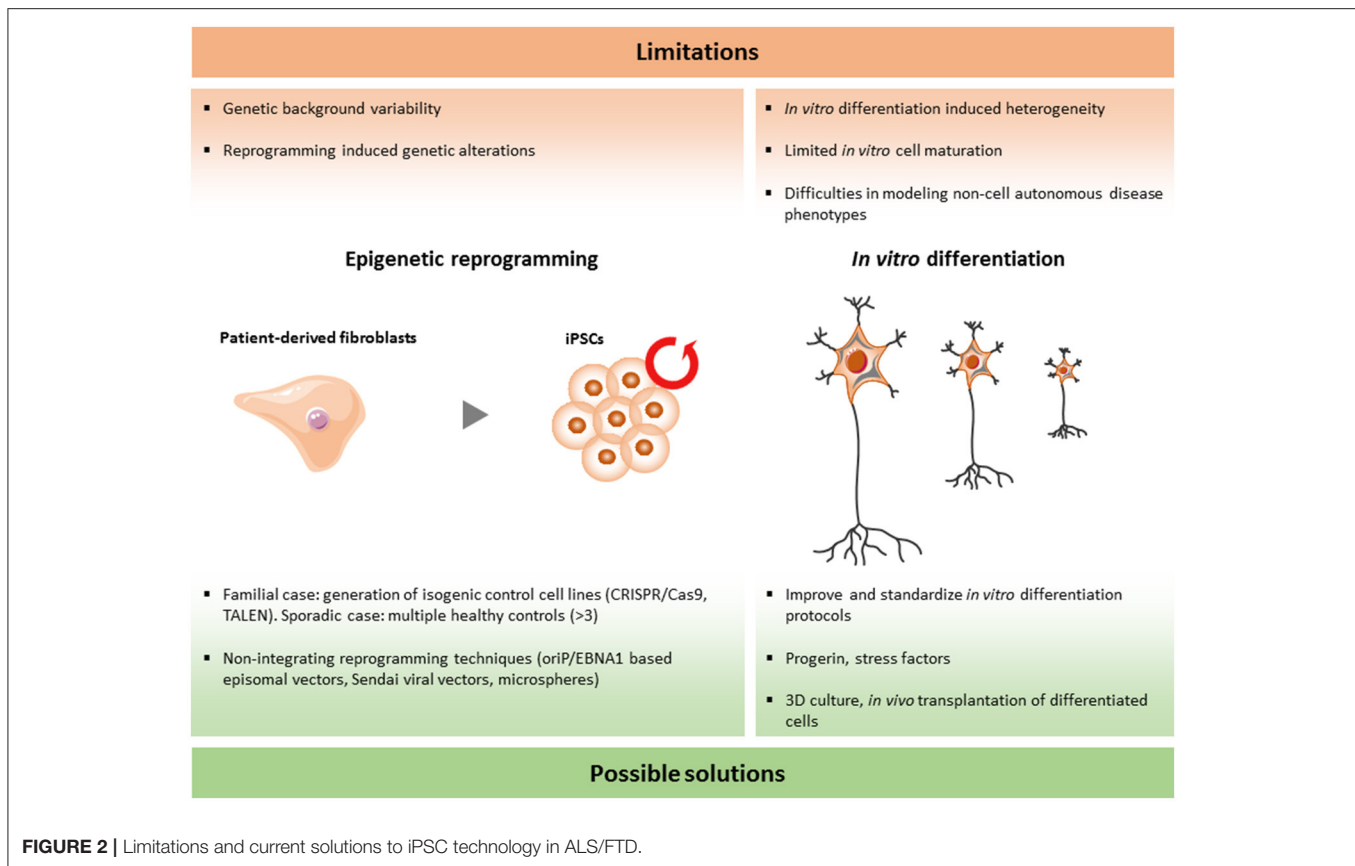 Limitations
▪ Genetic background variability
▪ Reprogramming induced genetic alterations
▪ In vitro differentiation induced heterogeneity
▪ Limited in vitro cell maturation
▪ Difficulties in modeling non-cell autonomous disease
phenotypes
Epigenetic reprogramming
Patient-derived fibroblasts
iPSCs
In vitro differentiation
▪ Familial case: generation of isogenic control cell lines (CRISPR/Cas9,
TALEN). Sporadic case: multiple healthy controls (>3)
▪ Non-integrating reprogramming techniques (oriP/EBNA1 based
episomal vectors, Sendai viral vectors, microspheres)
▪ Improve and standardize in vitro differentiation
protocols
▪ Progerin, stress factors
▪ 3D culture, in vivo transplantation of differentiated
cells
Possible solutions
FIGURE 2 | Limitations and current solutions to iPSC technology in ALS/FTD.